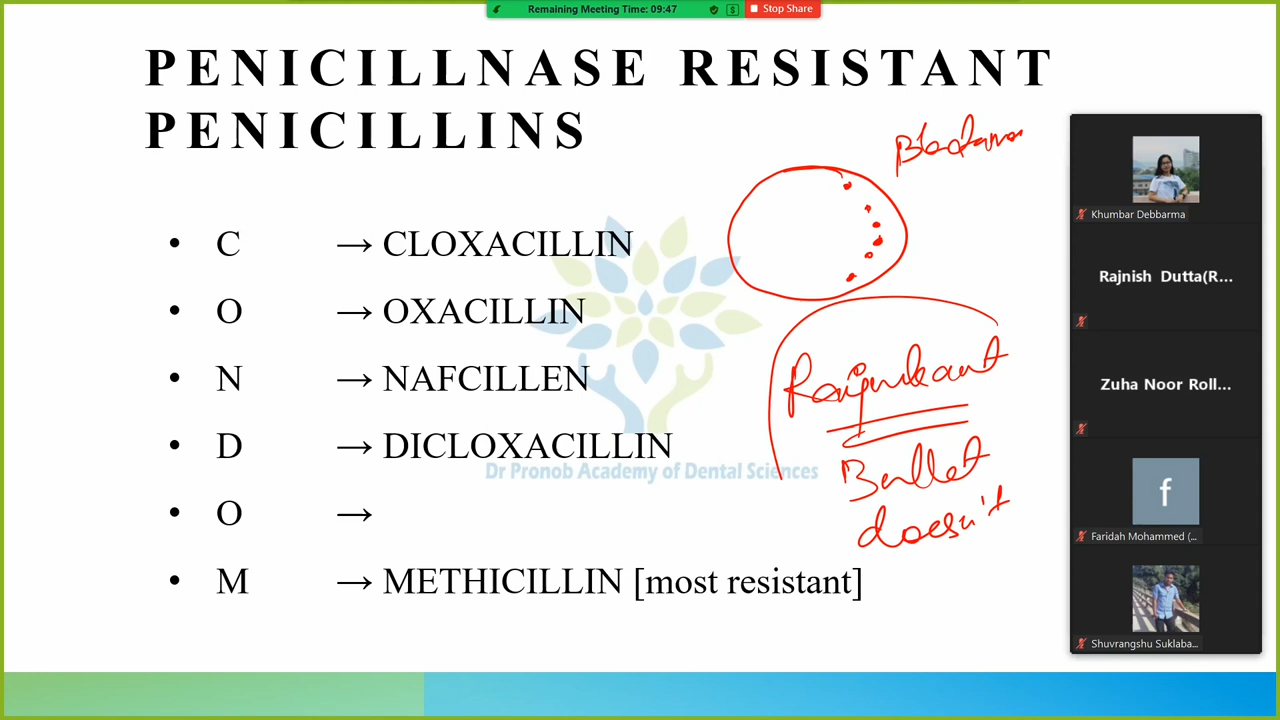 Remaining Meeting Time: 09:47
Stop Share
PENICILLNASE RESISTANT
PENICILLINS
• C → CLOXACILLIN
• O → OXACILLIN
• N → NAFCILLEN
• D → DICLOXACILLIN
• O →
• M → METHICILLIN [most resistant]
Dr Pronob Academy of Dental Sciences
Rajnikant
Bullet
doesn't
Khumbar Debbarma
Rajnish Dutta(R...
Zuha Noor Roll...
f
Faridah Mohammed (...
Shuvrangshu Suklaba...